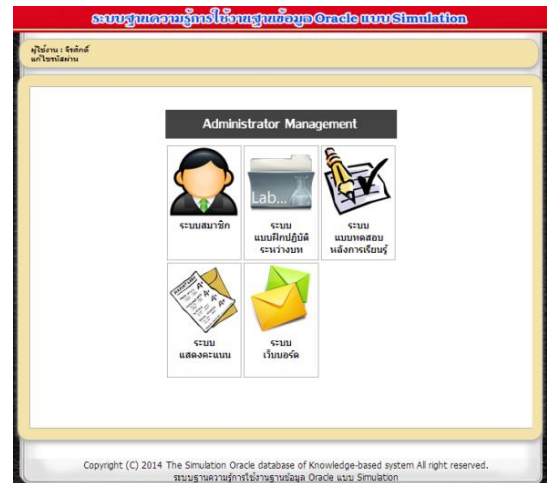 ระบบฐานความรู้การใช้งานฐานข้อมูล Oracle แบบ Simulation
ผู้ใช้งาน : จิรศักดิ์
แก้ไขรหัสผ่าน
Administrator Management
Lab...
ระบบสมาชิก
ระบบ
แบบฝึกปฏิบัติ
ระหว่างบท
ระบบ
แบบทดสอบ
หลังการเรียนรู้
ระบบ
แสดงคะแนน
ระบบ
เว็บบอร์ด
Copyright (C) 2014 The Simulation Oracle database of Knowledge-based system All right reserved.
ระบบฐานความรู้การใช้งานฐานข้อมูล Oracle แบบ Simulation